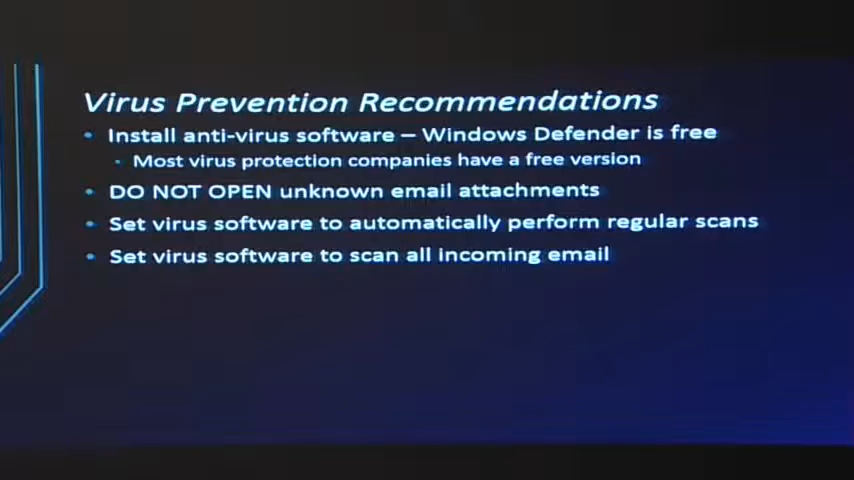 Virus Prevention Recommendations
• Install anti-virus software – Windows Defender is free
• Most virus protection companies have a free version
• DO NOT OPEN unknown email attachments
• Set virus software to automatically perform regular scans
• Set virus software to scan all incoming email